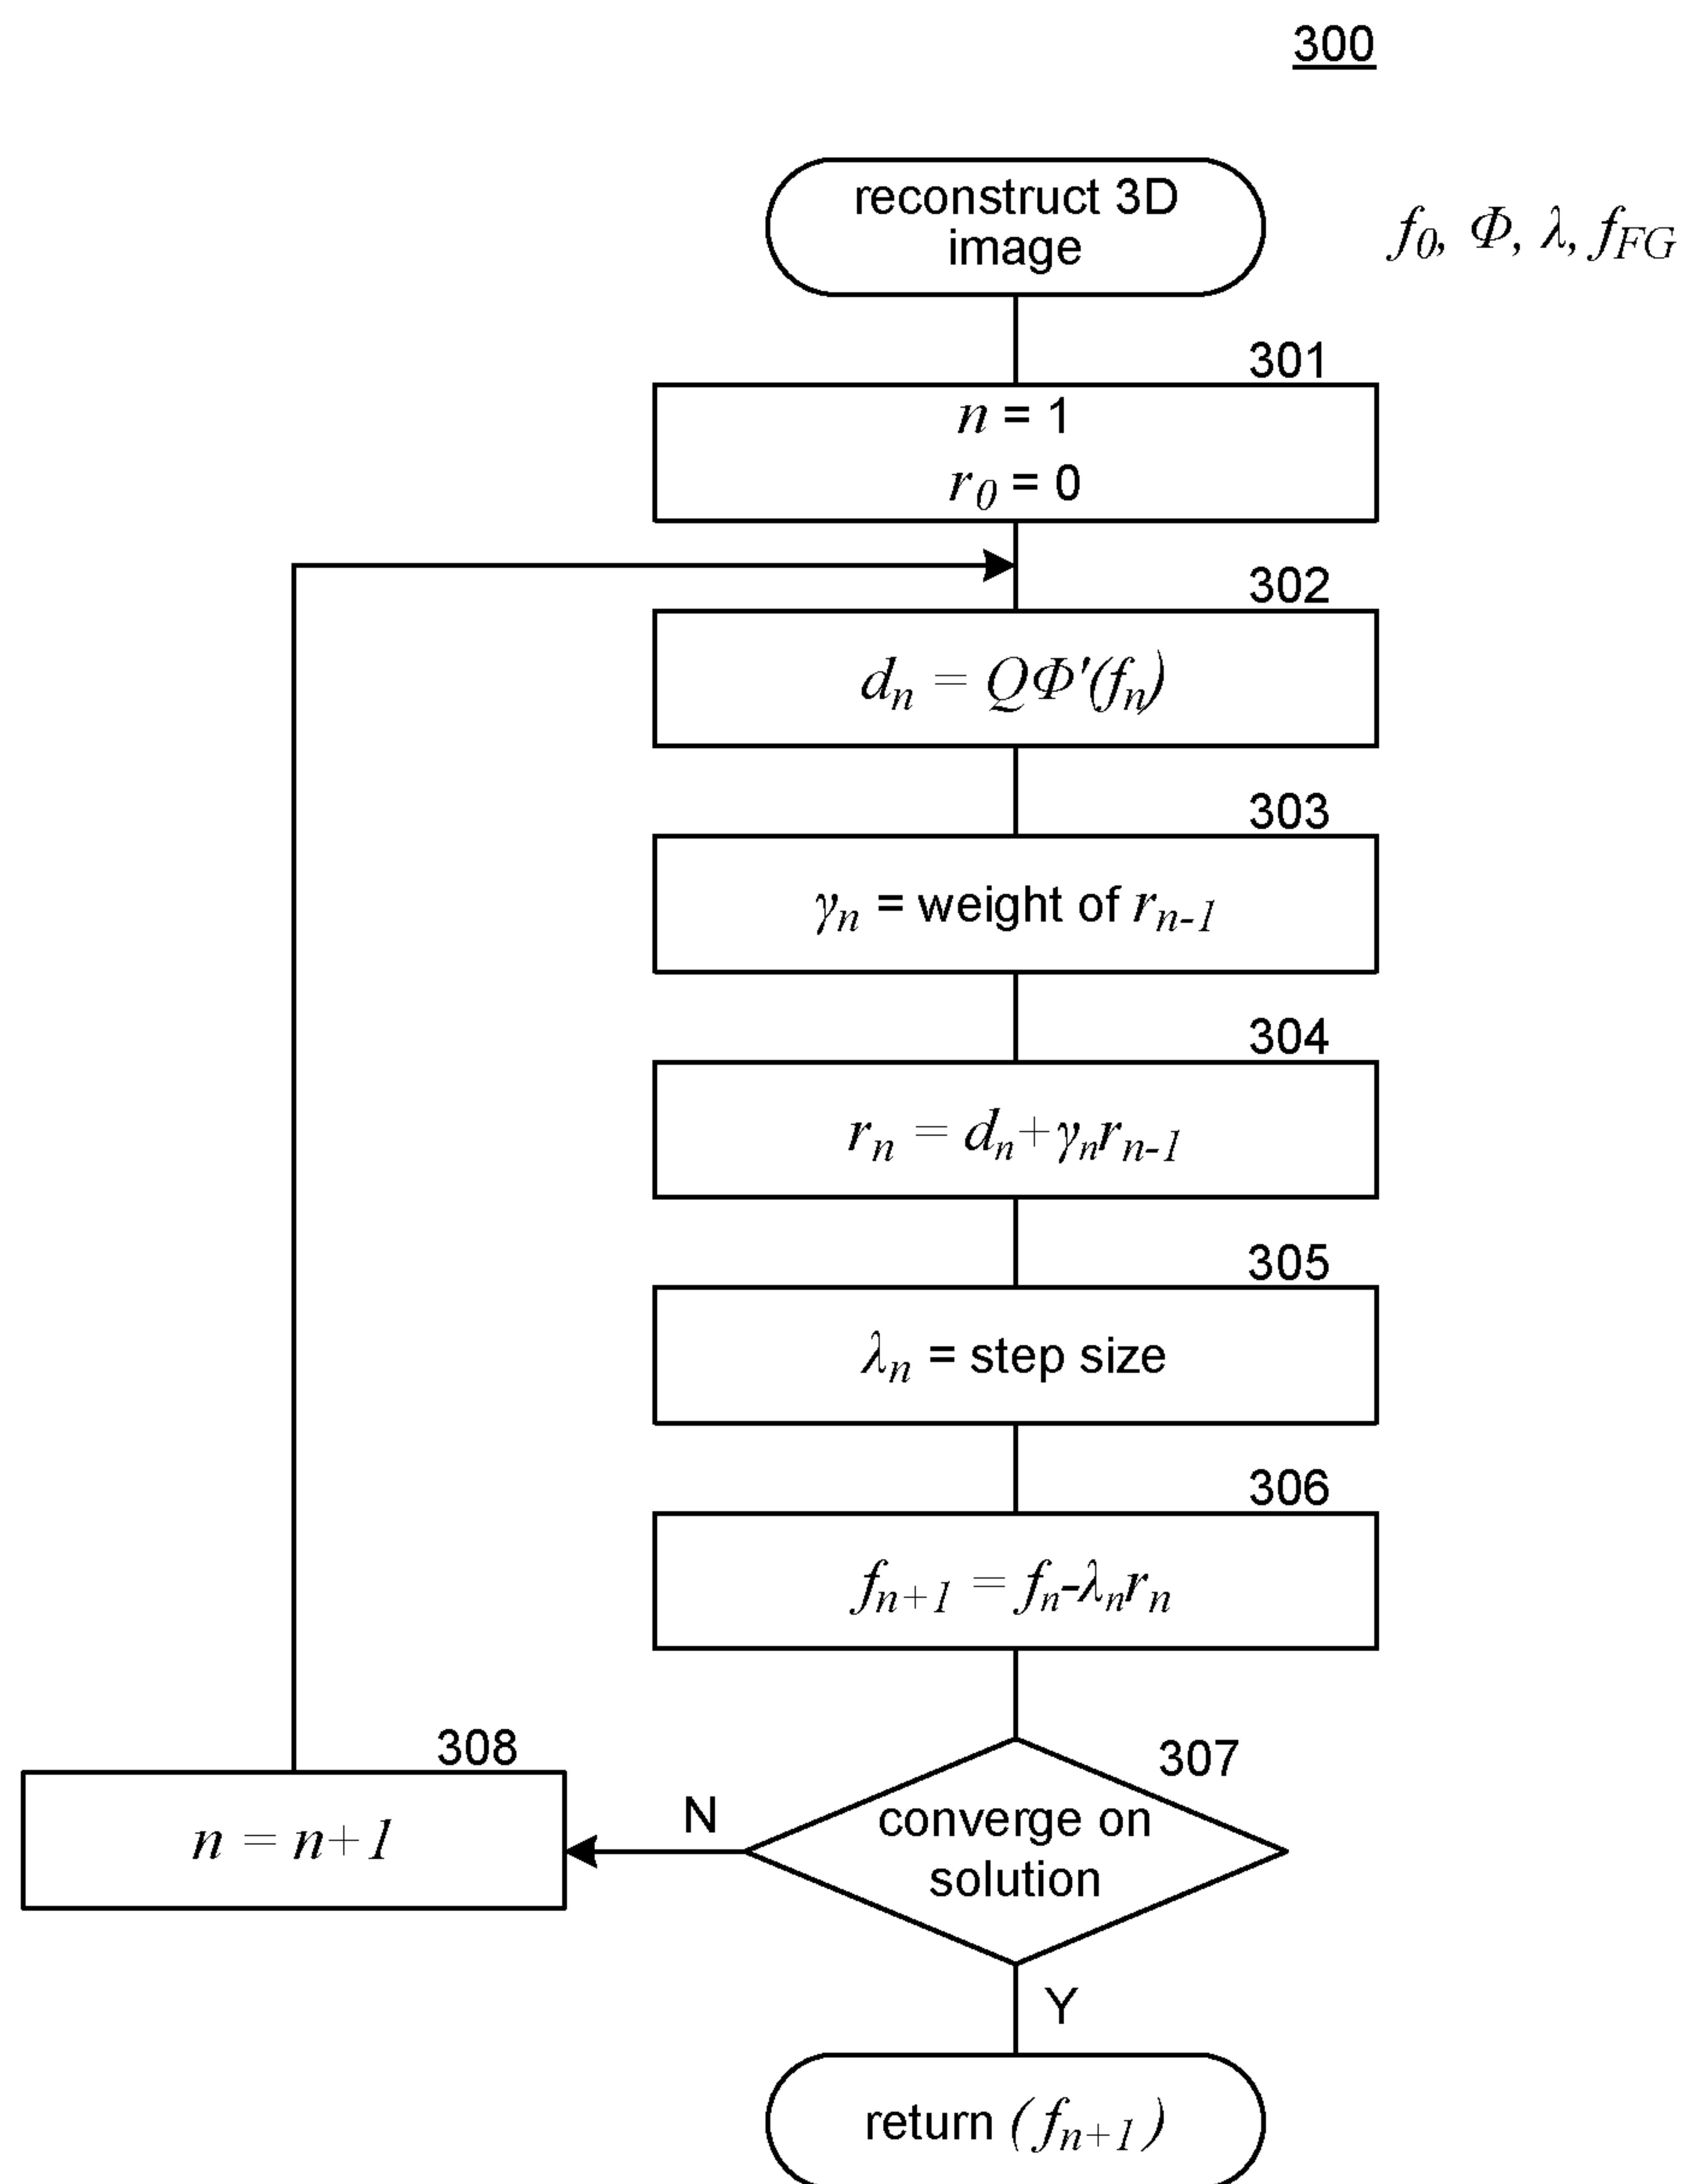 300
reconstruct 3D
image
f₀, Φ, λ, f_FG
301
n = 1
r₀ = 0
302
dₙ = QΦ'(fₙ)
303
γₙ = weight of rₙ₋₁
304
rₙ = dₙ+γₙrₙ₋₁
305
λₙ = step size
306
fₙ₊₁ = fₙ-λₙrₙ
307
converge on
solution
N
308
n = n+1
Y
return (fₙ₊₁)